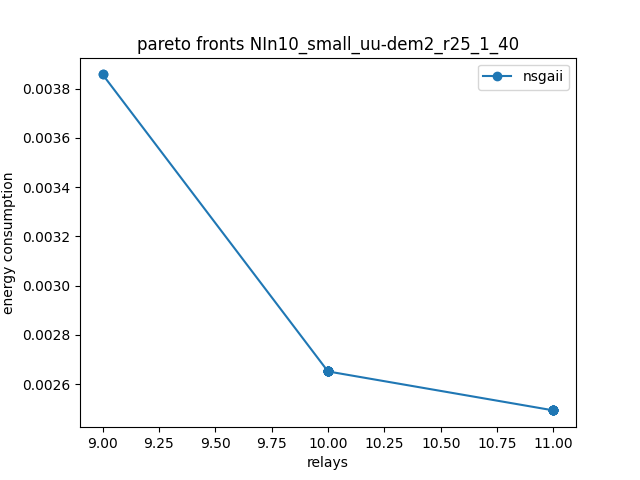 pareto fronts NIn10_small_uu-dem2_r25_1_40
nsgaii
energy consumption
0.0038
0.0036
0.0034
0.0032
0.0030
0.0028
0.0026
9.00 9.25 9.50 9.75 10.00 10.25 10.50 10.75 11.00
relays